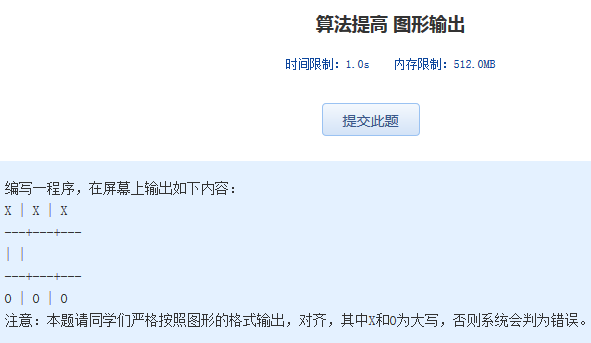 算法提高 图形输出
时间限制：1.0s 内存限制：512.0MB
提交此题
编写一程序，在屏幕上输出如下内容：
X | X | X
---+---+---
| |
---+---+---
O | O | O
注意：本题请同学们严格按照图形的格式输出，对齐，其中X和O为大写，否则系统会判为错误。